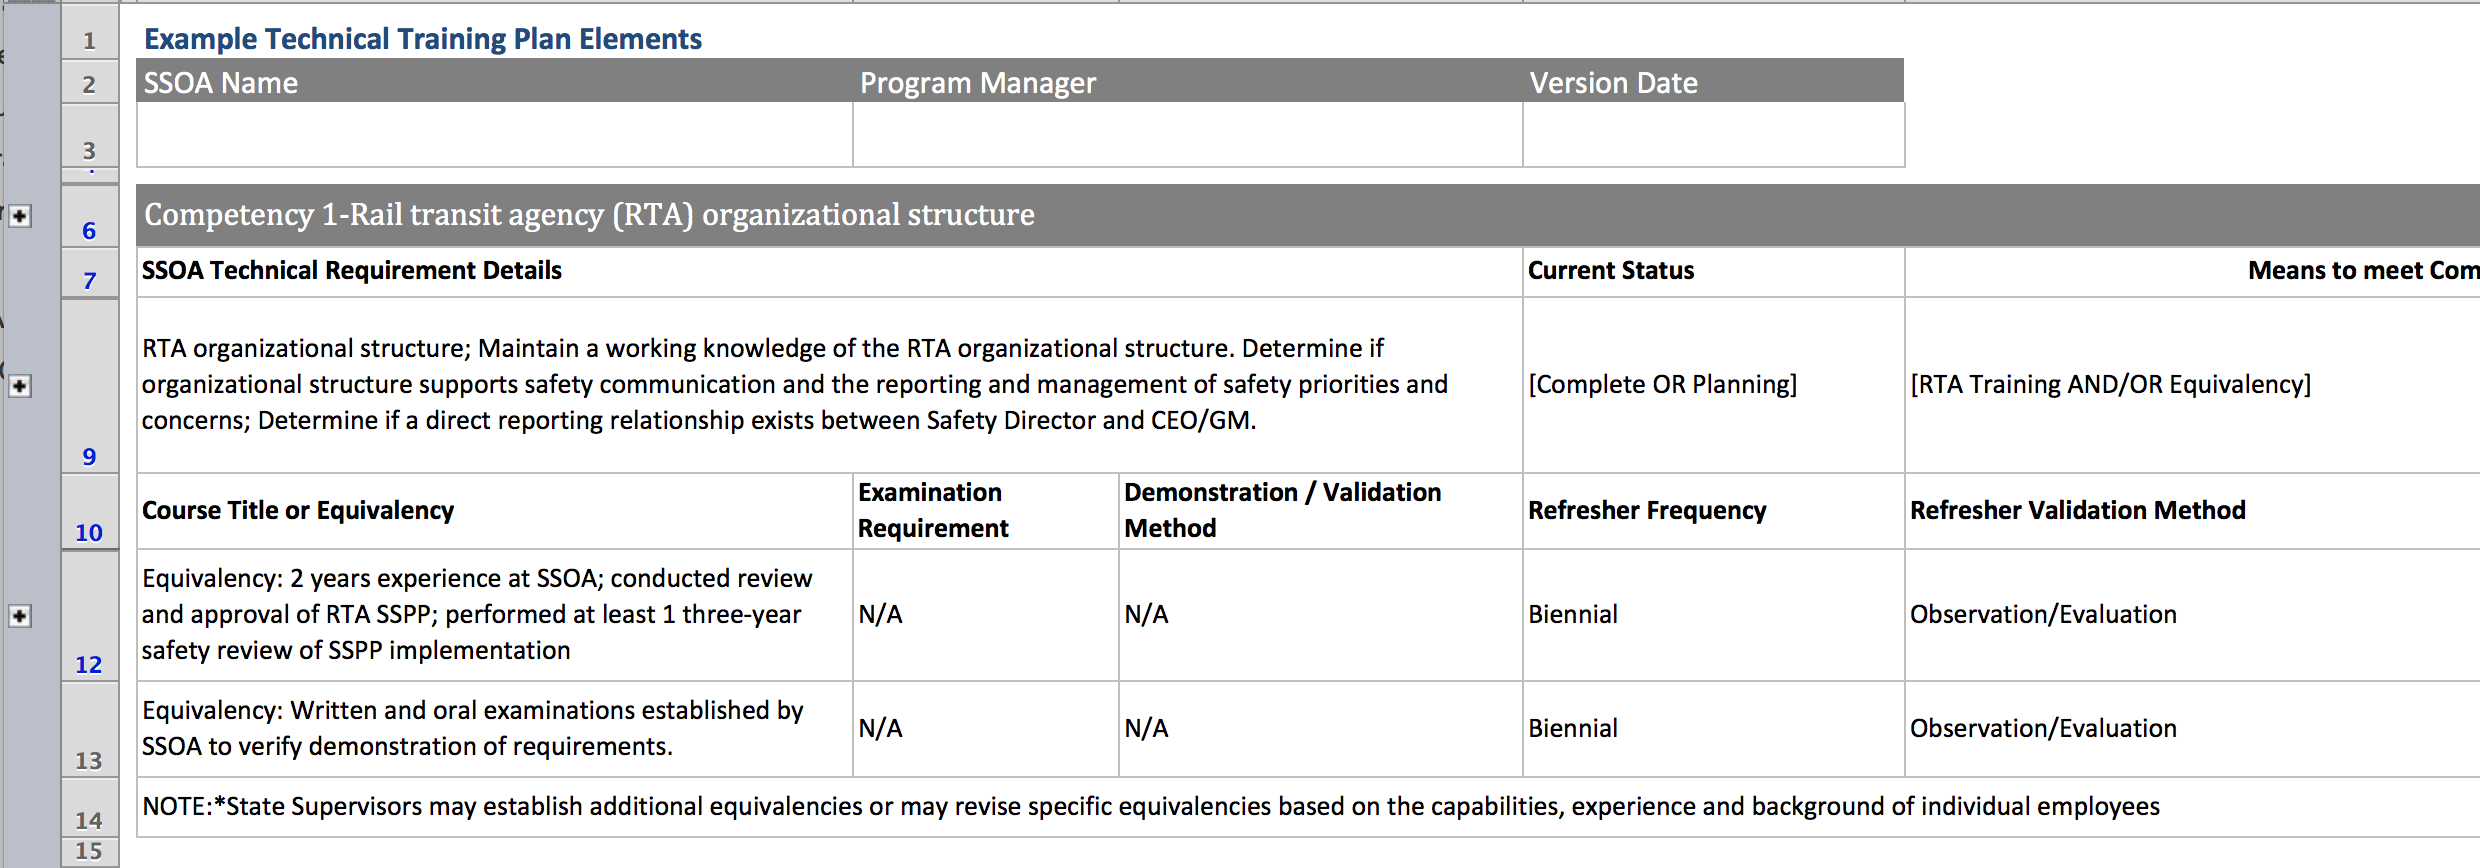 1 Example Technical Training Plan Elements
2 SSOA Name Program Manager Version Date
3
6 Competency 1-Rail transit agency (RTA) organizational structure
7 SSOA Technical Requirement Details Current Status Means to meet Com
RTA organizational structure; Maintain a working knowledge of the RTA organizational structure. Determine if
organizational structure supports safety communication and the reporting and management of safety priorities and
concerns; Determine if a direct reporting relationship exists between Safety Director and CEO/GM.
[Complete OR Planning]
[RTA Training AND/OR Equivalency]
9
Course Title or Equivalency
Examination
Requirement
Demonstration / Validation
Method
Refresher Frequency
Refresher Validation Method
10
Equivalency: 2 years experience at SSOA; conducted review
and approval of RTA SSPP; performed at least 1 three-year
safety review of SSPP implementation
N/A
N/A
Biennial
Observation/Evaluation
12
Equivalency: Written and oral examinations established by
SSOA to verify demonstration of requirements.
N/A
N/A
Biennial
Observation/Evaluation
13
14 NOTE:*State Supervisors may establish additional equivalencies or may revise specific equivalencies based on the capabilities, experience and background of individual employees
15